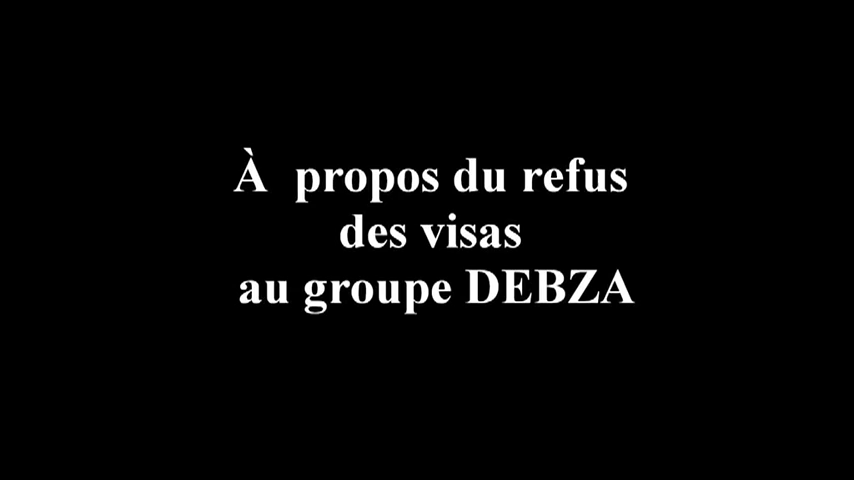 À propos du refus
des visas
au groupe DEBZA